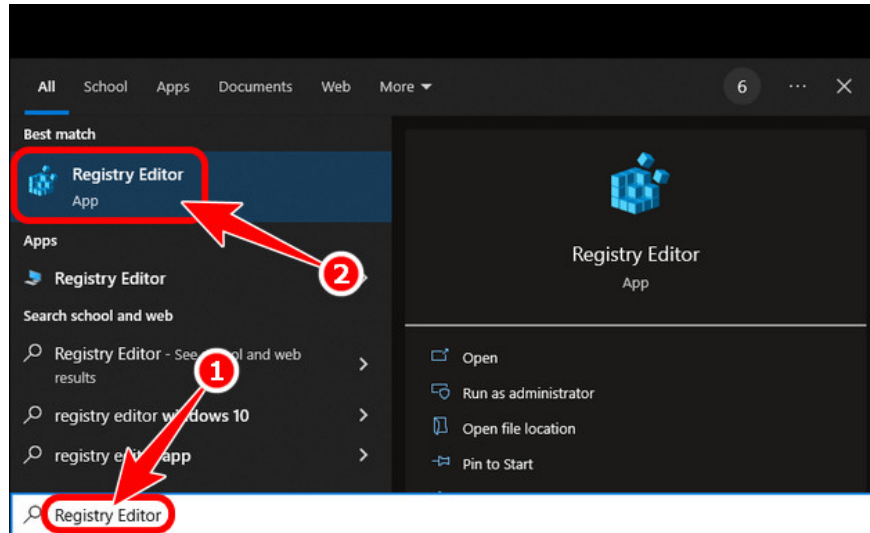 All School Apps Documents Web More 6 ...
Best match
Registry Editor
App
2
Apps
Registry Editor
Search school and web
Registry Editor - See and web
results
1
registry editor windows 10
registry editor app
Registry Editor
App
Open
Run as administrator
Open file location
Pin to Start
Registry Editor